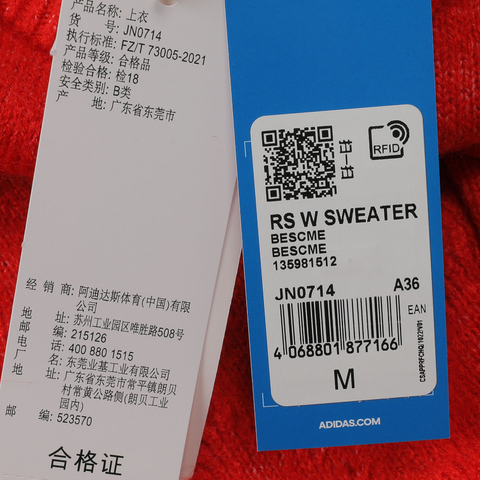 产品名称: 上衣
货 号: JN0714
执行标准: FZ/T 73005-2021
产品等级: 合格品
检验合格: 检18
安全类别: B类
产 地: 广东省东莞市
经 销 商: 阿迪达斯体育(中国)有限
公司
地 址: 苏州工业园区唯胜路508号
邮 编: 215126
电 话: 400 880 1515
厂 名: 东莞业基工业有限公司
地 址: 广东省东莞市常平镇朗贝
村常黄公路侧(朗贝工业
园内)
邮 编: 523570
合格证
RFID
RS W SWEATER
BESCME
BESCME
135981512
JN0714 A36
EAN
4 068801 877166
M
ADIDAS.COM